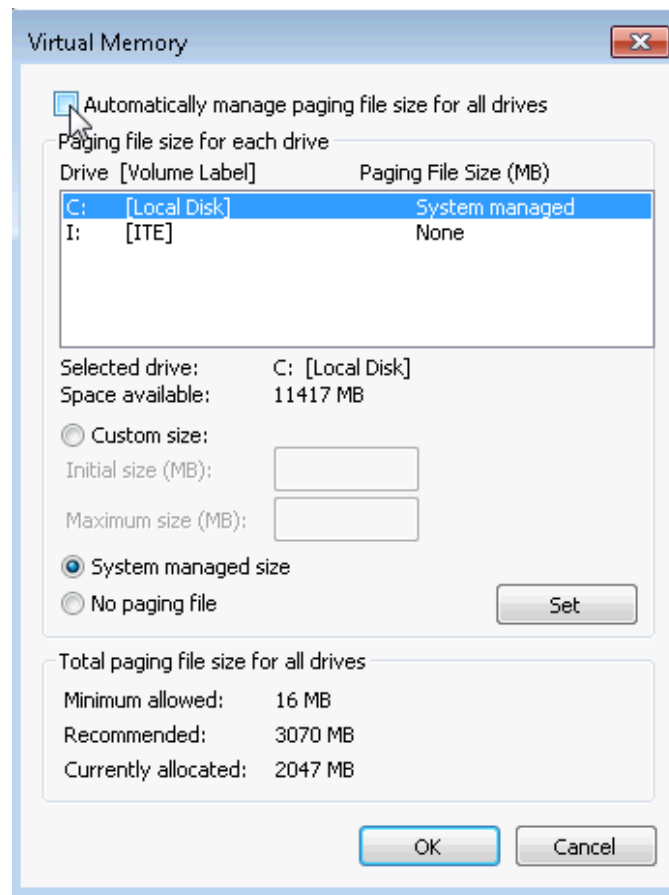 Virtual Memory
Automatically manage paging file size for all drives
Paging file size for each drive
Drive [Volume Label] Paging File Size (MB)
C: [Local Disk] System managed
I: [ITE] None
Selected drive: C: [Local Disk]
Space available: 11417 MB
Custom size:
Initial size (MB):
Maximum size (MB):
System managed size
No paging file Set
Total paging file size for all drives
Minimum allowed: 16 MB
Recommended: 3070 MB
Currently allocated: 2047 MB
OK Cancel